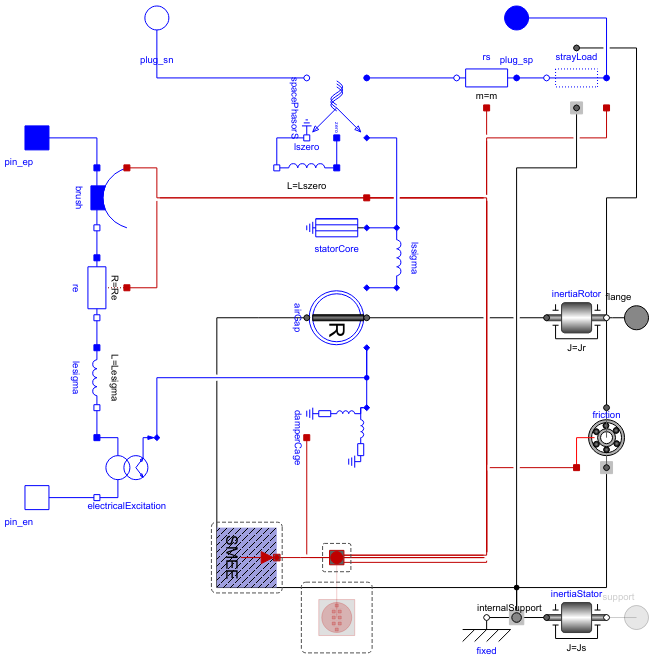 plug_sn
rs
plug_sp
strayLoad
m=m
spacePhasorS
zero
lszero
L=Lszero
pin_ep
brush
statorCore
lssigma
re
R=Re
airGap
R
inertiaRotor
flange
J=Jr
lesigma
L=Lesigma
damperCage
friction
electricalExcitation
pin_en
SMEE
internalSupport
inertiaStator
support
fixed
J=Js